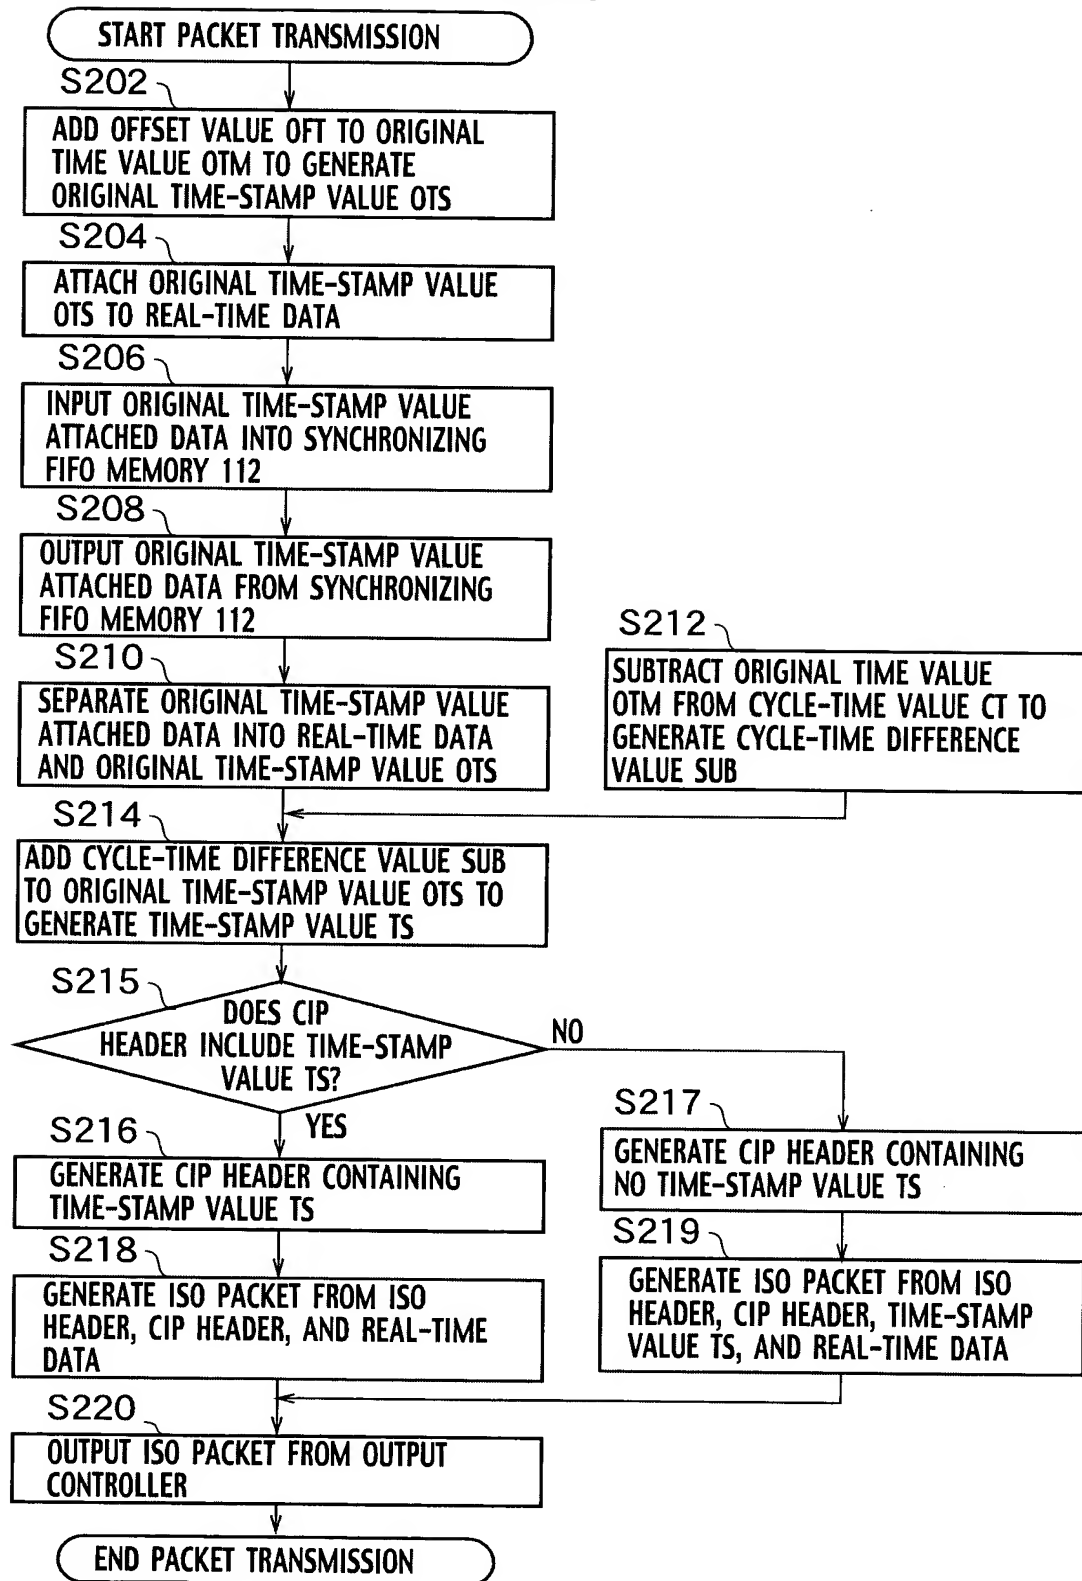 START PACKET TRANSMISSION
S202
ADD OFFSET VALUE OFT TO ORIGINAL
TIME VALUE OTM TO GENERATE
ORIGINAL TIME-STAMP VALUE OTS
S204
ATTACH ORIGINAL TIME-STAMP VALUE
OTS TO REAL-TIME DATA
S206
INPUT ORIGINAL TIME-STAMP VALUE
ATTACHED DATA INTO SYNCHRONIZING
FIFO MEMORY 112
S208
OUTPUT ORIGINAL TIME-STAMP VALUE
ATTACHED DATA FROM SYNCHRONIZING
FIFO MEMORY 112
S210
SEPARATE ORIGINAL TIME-STAMP VALUE
ATTACHED DATA INTO REAL-TIME DATA
AND ORIGINAL TIME-STAMP VALUE OTS
S212
SUBTRACT ORIGINAL TIME VALUE
OTM FROM CYCLE-TIME VALUE CT TO
GENERATE CYCLE-TIME DIFFERENCE
VALUE SUB
S214
ADD CYCLE-TIME DIFFERENCE VALUE SUB
TO ORIGINAL TIME-STAMP VALUE OTS TO
GENERATE TIME-STAMP VALUE TS
S215
DOES CIP
HEADER INCLUDE TIME-STAMP
VALUE TS?
NO
YES
S216
GENERATE CIP HEADER CONTAINING
TIME-STAMP VALUE TS
S217
GENERATE CIP HEADER CONTAINING
NO TIME-STAMP VALUE TS
S218
GENERATE ISO PACKET FROM ISO
HEADER, CIP HEADER, AND REAL-TIME
DATA
S219
GENERATE ISO PACKET FROM ISO
HEADER, CIP HEADER, TIME-STAMP
VALUE TS, AND REAL-TIME DATA
S220
OUTPUT ISO PACKET FROM OUTPUT
CONTROLLER
END PACKET TRANSMISSION